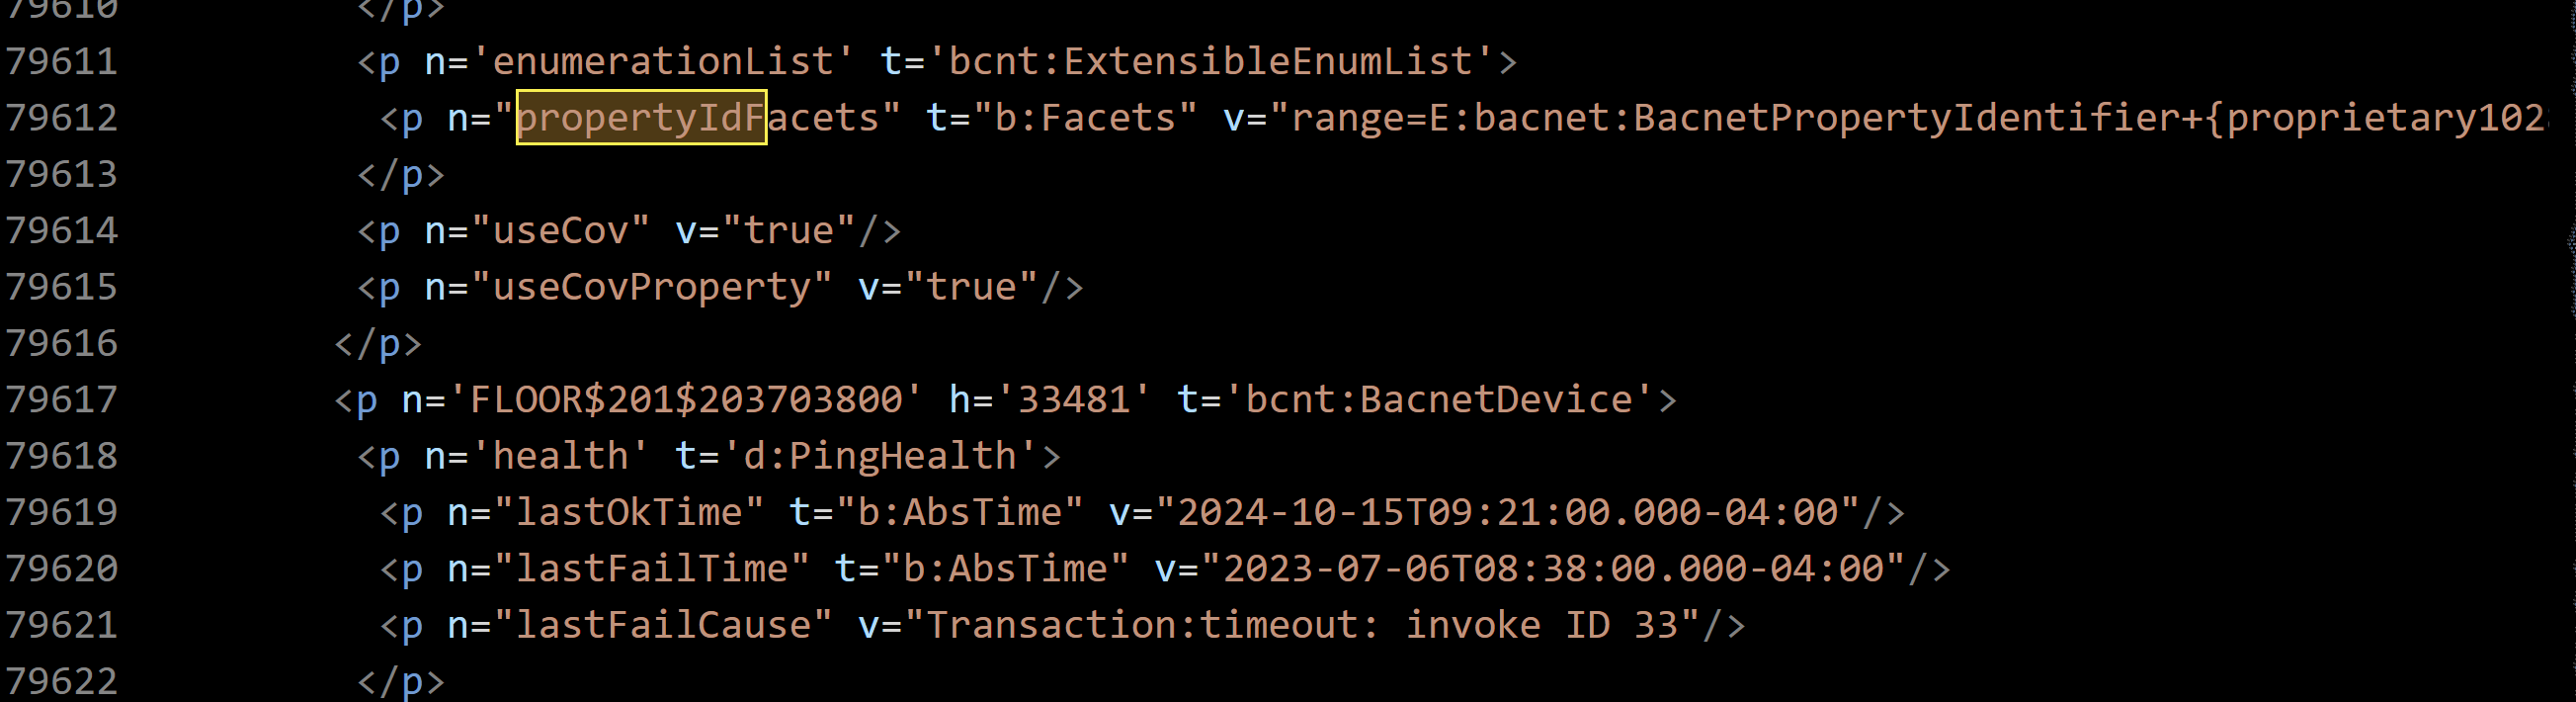 79610 </p>
79611 <p n='enumerationList' t='bcnt:ExtensibleEnumList'>
79612 <p n="propertyIdFacets" t="b:Facets" v="range=E:bacnet:BacnetPropertyIdentifier+{proprietary102
79613 </p>
79614 <p n="useCov" v="true"/>
79615 <p n="useCovProperty" v="true"/>
79616 </p>
79617 <p n='FLOOR$201$203703800' h='33481' t='bcnt:BacnetDevice'>
79618 <p n='health' t='d:PingHealth'>
79619 <p n="lastOkTime" t="b:AbsTime" v="2024-10-15T09:21:00.000-04:00"/>
79620 <p n="lastFailTime" t="b:AbsTime" v="2023-07-06T08:38:00.000-04:00"/>
79621 <p n="lastFailCause" v="Transaction:timeout: invoke ID 33"/>
79622 </p>